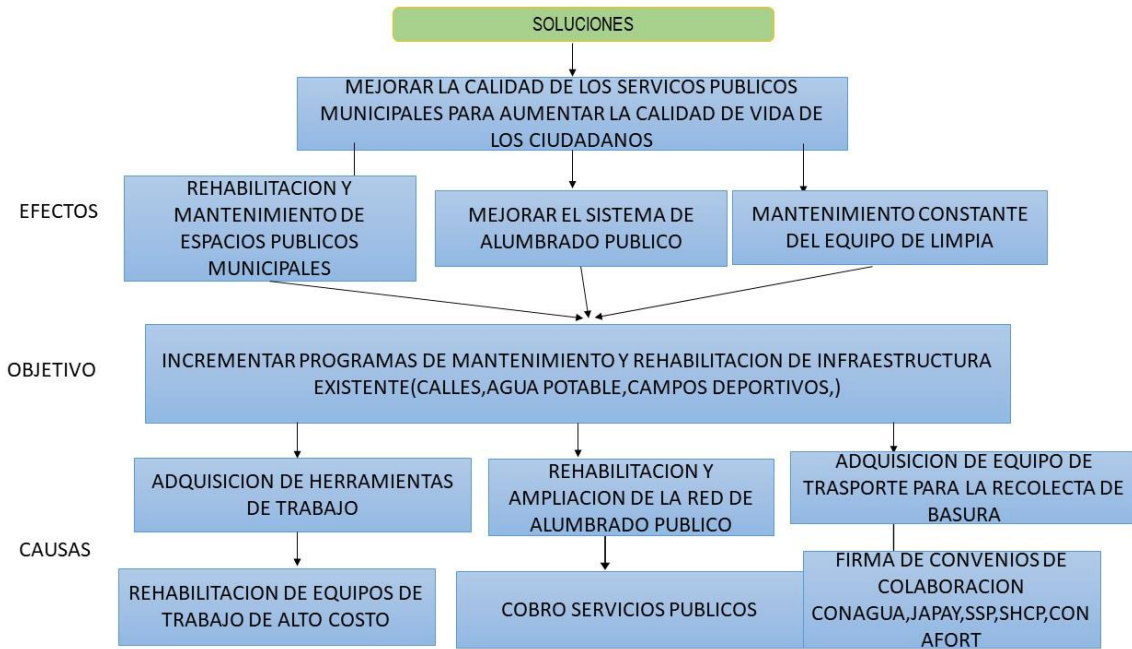 SOLUCIONES
MEJORAR LA CALIDAD DE LOS SERVICOS PUBLICOS
MUNICIPALES PARA AUMENTAR LA CALIDAD DE VIDA DE
LOS CIUDADANOS
EFECTOS
REHABILITACION Y
MANTENIMIENTO DE
ESPACIOS PUBLICOS
MUNICIPALES
MEJORAR EL SISTEMA DE
ALUMBRADO PUBLICO
MANTENIMIENTO CONSTANTE
DEL EQUIPO DE LIMPIA
OBJETIVO
INCREMENTAR PROGRAMAS DE MANTENIMIENTO Y REHABILITACION DE INFRAESTRUCTURA
EXISTENTE(CALLES,AGUA POTABLE,CAMPOS DEPORTIVOS,)
CAUSAS
ADQUISICION DE HERRAMIENTAS
DE TRABAJO
REHABILITACION Y
AMPLIACION DE LA RED DE
ALUMBRADO PUBLICO
ADQUISICION DE EQUIPO DE
TRASPORTE PARA LA RECOLECTA DE
BASURA
REHABILITACION DE EQUIPOS DE
TRABAJO DE ALTO COSTO
COBRO SERVICIOS PUBLICOS
FIRMA DE CONVENIOS DE
COLABORACION
CONAGUA,JAPAY,SSP,SHCP,CON
AFORT